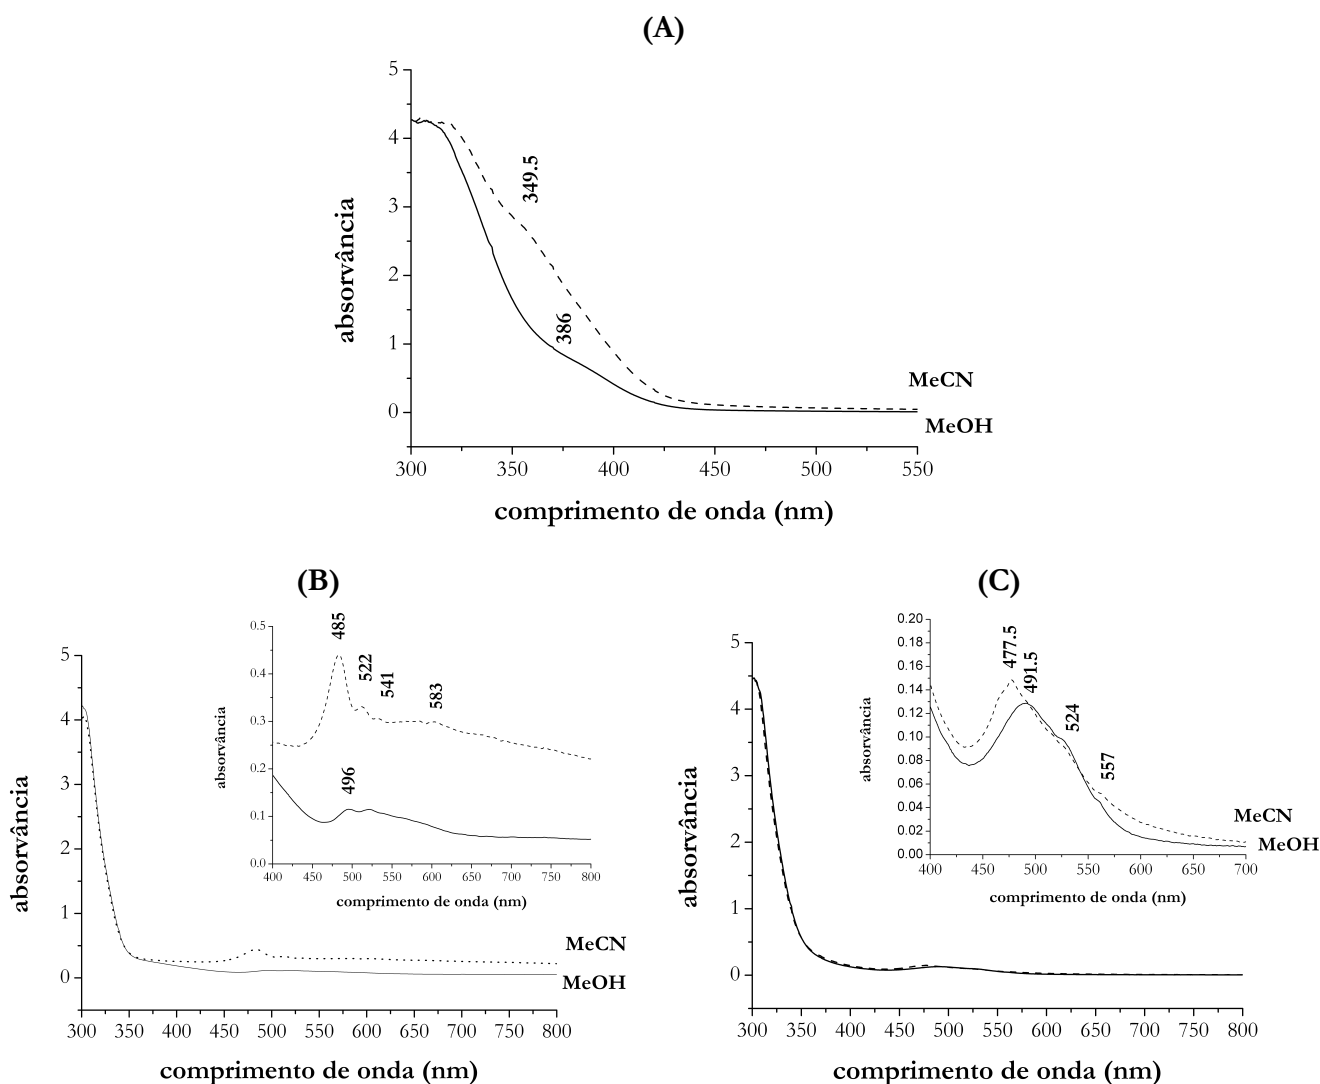 (A)
5
4
3
2
1
0
absorvância
349.5
386
MeCN
MeOH
300 350 400 450 500 550
comprimento de onda (nm)
(B)
5
4
3
2
1
0
absorvância
0.5
0.4
0.3
0.2
0.1
0.0
absorvância
485
522
541
583
496
400 450 500 550 600 650 700 750 800
comprimento de onda (nm)
MeCN
MeOH
300 350 400 450 500 550 600 650 700 750 800
comprimento de onda (nm)
(C)
5
4
3
2
1
0
absorvância
0.20
0.18
0.16
0.14
0.12
0.10
0.08
0.06
0.04
0.02
0.00
absorvância
477.5
491.5
524
557
400 450 500 550 600 650 700
comprimento de onda (nm)
MeCN
MeOH
300 350 400 450 500 550 600 650 700 750 800
comprimento de onda (nm)